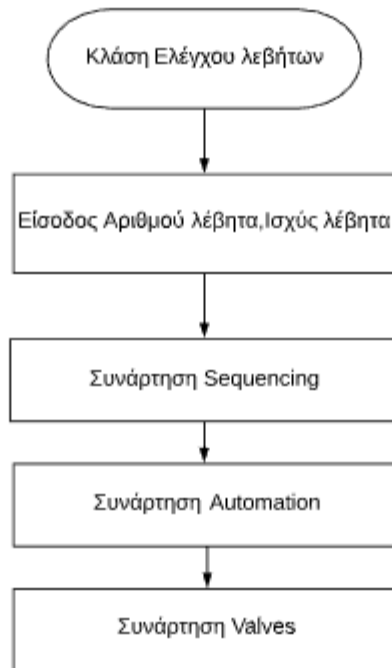 Κλάση Ελέγχου λεβήτων
Είσοδος Αριθμού λέβητα,Ισχύς λέβητα
Συνάρτηση Sequencing
Συνάρτηση Automation
Συνάρτηση Valves